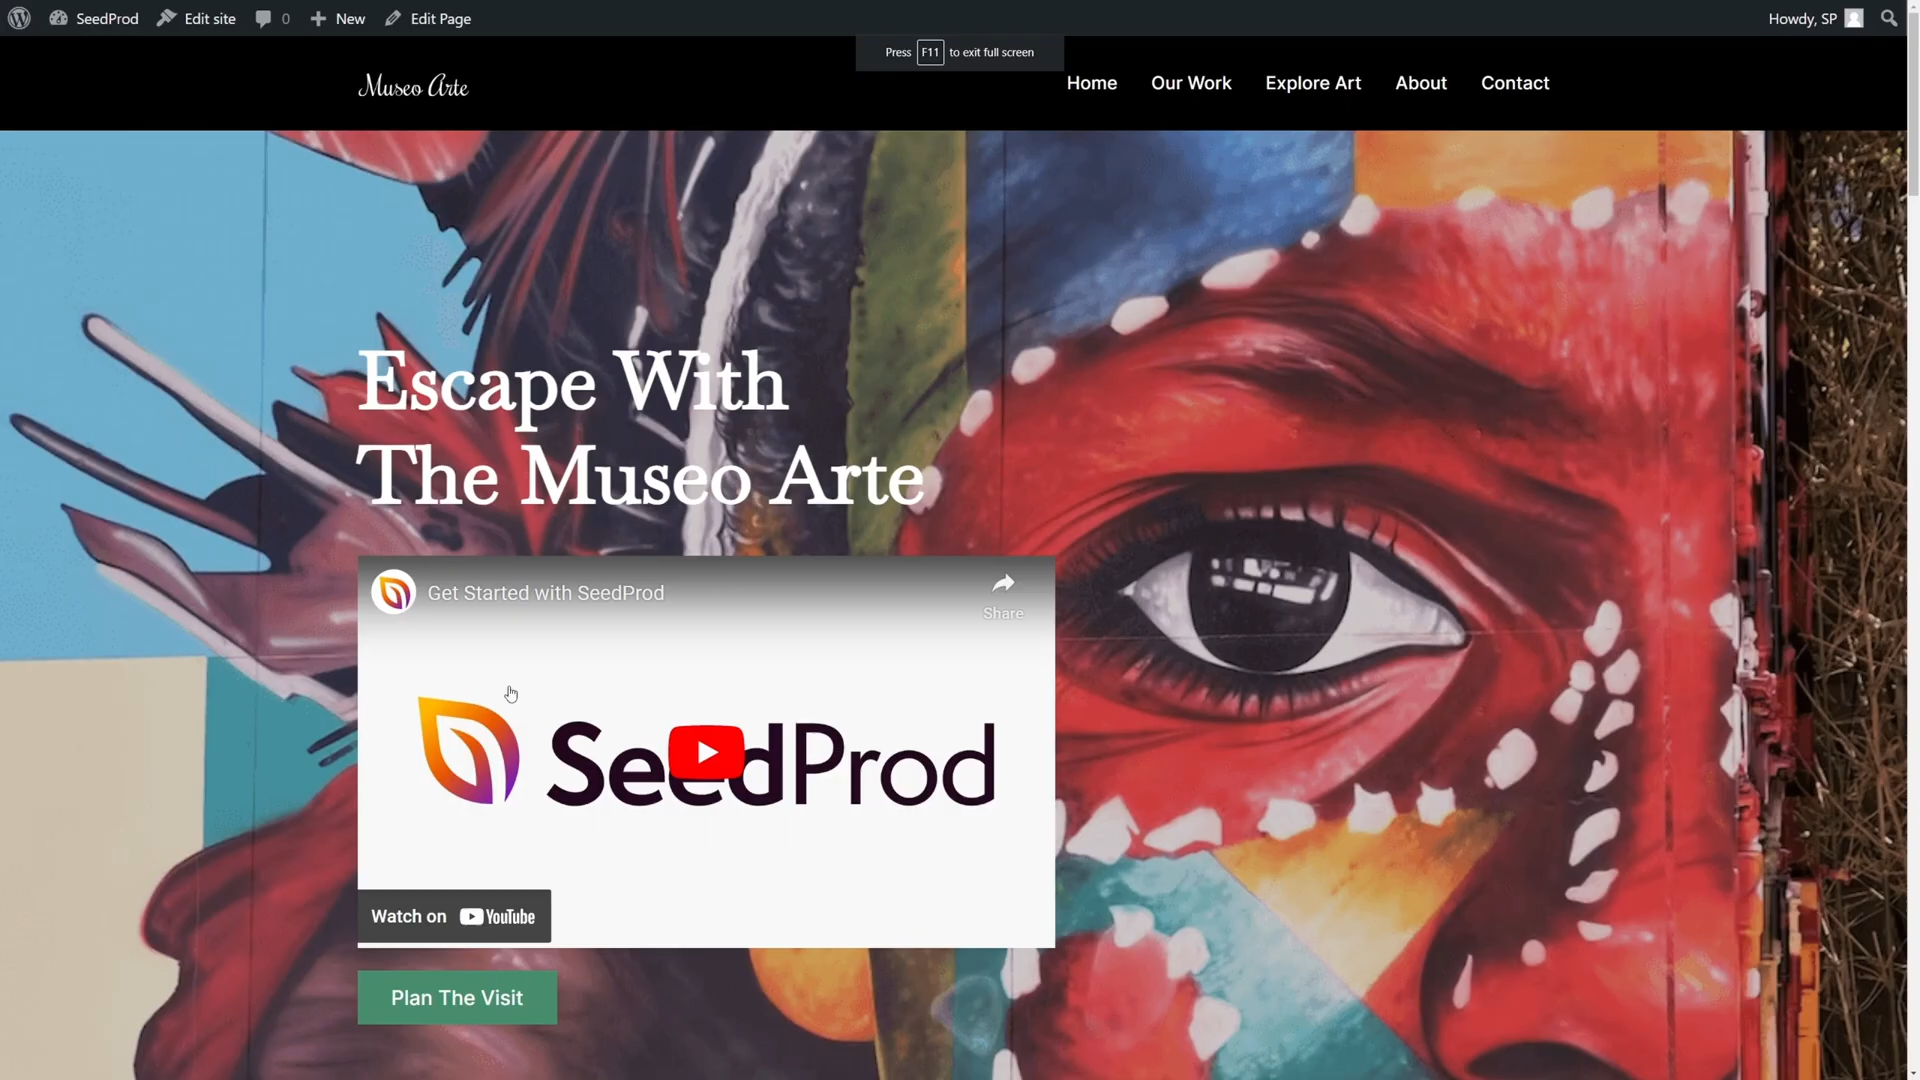 SeedProd Edit site 0 New Edit Page Howdy, SP
Press F11 to exit full screen
Museo Arte Home Our Work Explore Art About Contact
Escape With
The Museo Arte
Get Started with SeedProd
Share
SeedProd
Watch on YouTube
Plan The Visit